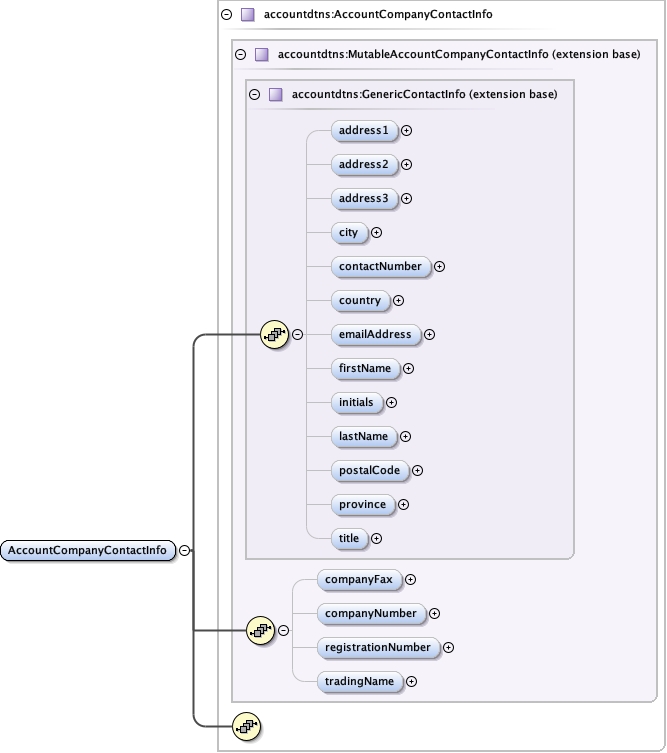 accountdtns:AccountCompanyContactInfo
accountdtns:MutableAccountCompanyContactInfo (extension base)
accountdtns:GenericContactInfo (extension base)
address1
address2
address3
city
contactNumber
country
emailAddress
firstName
initials
lastName
postalCode
province
title
AccountCompanyContactInfo
companyFax
companyNumber
registrationNumber
tradingName